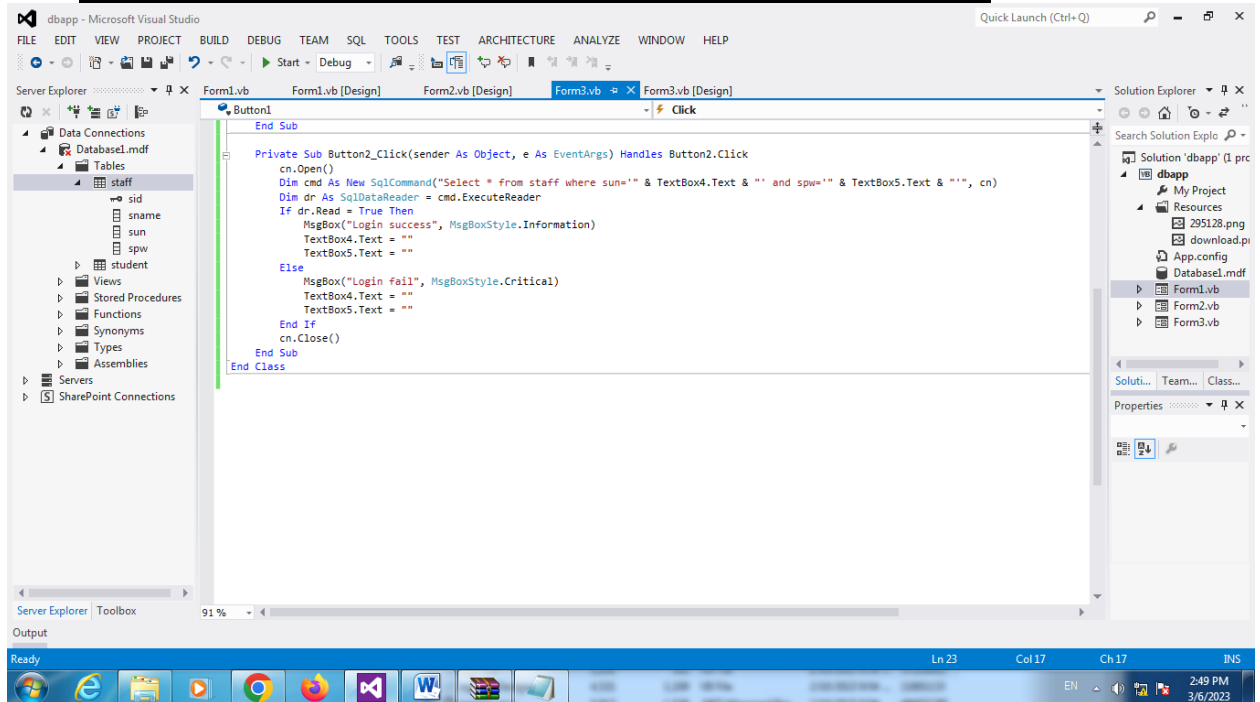 dbapp - Microsoft Visual Studio
Quick Launch (Ctrl+Q)
FILE EDIT VIEW PROJECT BUILD DEBUG TEAM SQL TOOLS TEST ARCHITECTURE ANALYZE WINDOW HELP
Start Debug
Server Explorer
Data Connections
Database1.mdf
Tables
staff
sid
sname
sun
spw
student
Views
Stored Procedures
Functions
Synonyms
Types
Assemblies
Servers
SharePoint Connections
Server Explorer Toolbox
Form1.vb Form1.vb [Design] Form2.vb [Design] Form3.vb Form3.vb [Design]
Button1 Click
End Sub
Private Sub Button2_Click(sender As Object, e As EventArgs) Handles Button2.Click
cn.Open()
Dim cmd As New SqlCommand("Select * from staff where sun='" & TextBox4.Text & "' and spw='" & TextBox5.Text & "'", cn)
Dim dr As SqlDataReader = cmd.ExecuteReader
If dr.Read = True Then
MsgBox("Login success", MsgBoxStyle.Information)
TextBox4.Text = ""
TextBox5.Text = ""
Else
MsgBox("Login fail", MsgBoxStyle.Critical)
TextBox4.Text = ""
TextBox5.Text = ""
End If
cn.Close()
End Sub
End Class
91 %
Solution Explorer
Search Solution Explo
Solution 'dbapp' (1 prc
dbapp
My Project
Resources
295128.png
download.p
App.config
Database1.mdf
Form1.vb
Form2.vb
Form3.vb
Soluti... Team... Class...
Properties
Output
Ready Ln 23 Col 17 Ch 17 INS
EN 2:49 PM
3/6/2023